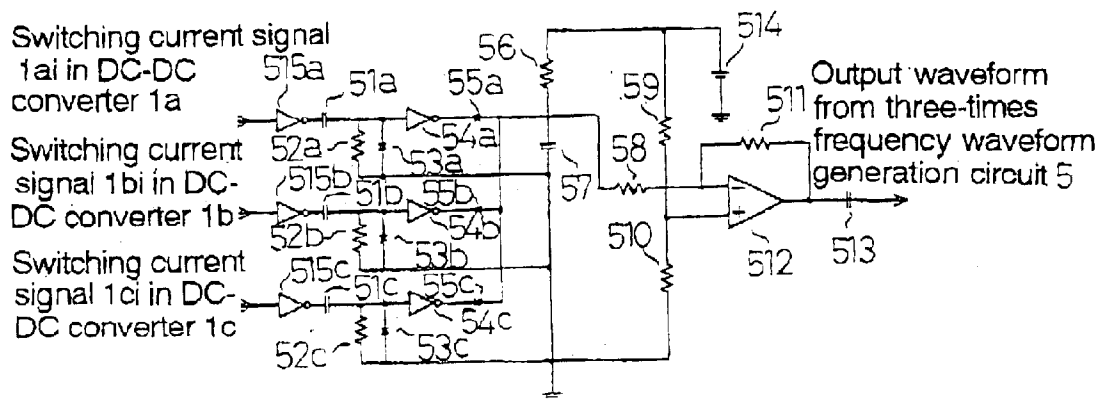 Switching current signal
1ai in DC-DC
converter 1a
Switching current
signal 1bi in DC-
DC converter 1b
Switching current
signal 1ci in DC-
DC converter 1c
515a
51a
55a
52a
53a
54a
515b
51b
55b
52b
53b
54b
515c
51c
55c
52c
53c
54c
56
57
58
59
510
514
511
512
513
Output waveform
from three-times
frequency waveform
generation circuit 5